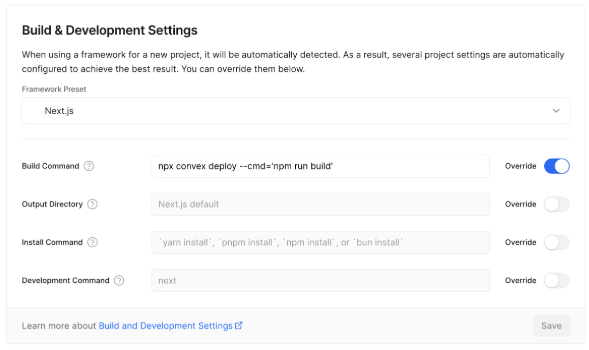 Build & Development Settings
When using a framework for a new project, it will be automatically detected. As a result, several project settings are automatically
configured to achieve the best result. You can override them below.
Framework Preset
Next.js
Build Command ?
npx convex deploy --cmd='npm run build'
Override
Output Directory ?
Next.js default
Override
Install Command ?
`yarn install`, `pnpm install`, `npm install`, or `bun install`
Override
Development Command ?
next
Override
Learn more about Build and Development Settings
Save